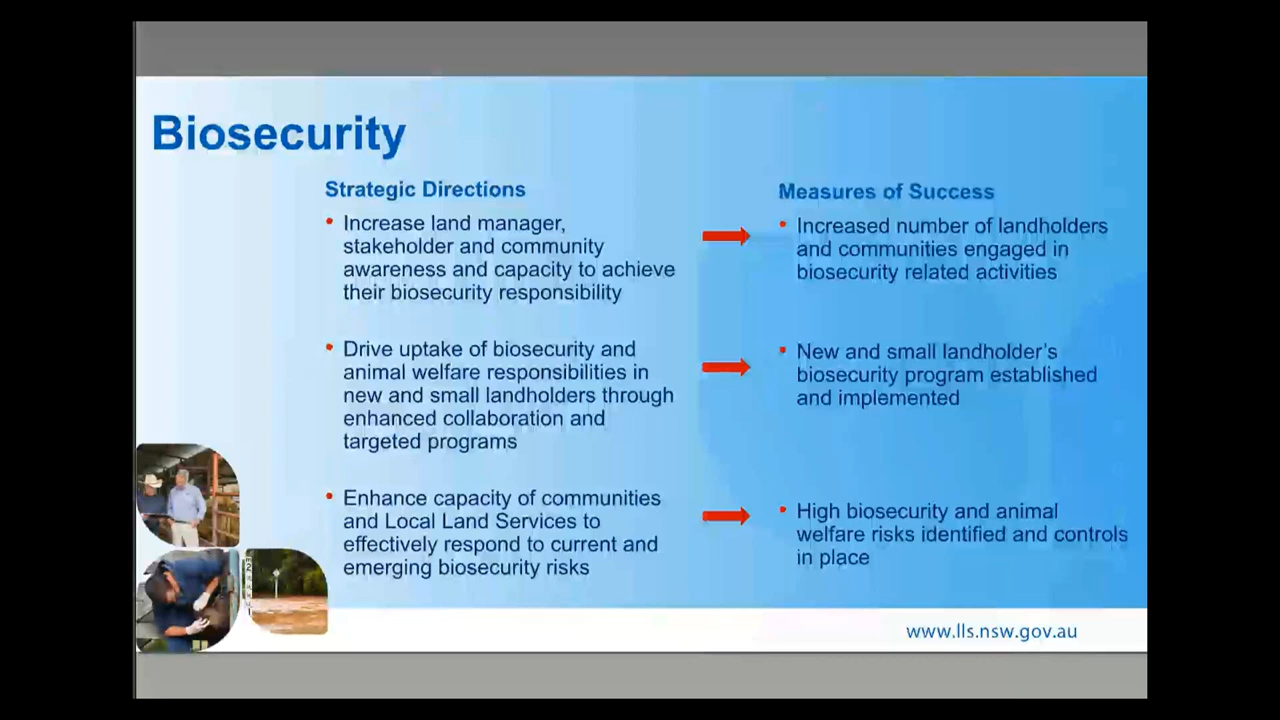 Biosecurity
Strategic Directions
Increase land manager,
stakeholder and community
awareness and capacity to achieve
their biosecurity responsibility
Drive uptake of biosecurity and
animal welfare responsibilities in
new and small landholders through
enhanced collaboration and
targeted programs
Enhance capacity of communities
and Local Land Services to
effectively respond to current and
emerging biosecurity risks
Measures of Success
Increased number of landholders
and communities engaged in
biosecurity related activities
New and small landholder's
biosecurity program established
and implemented
High biosecurity and animal
welfare risks identified and controls
in place
www.lls.nsw.gov.au